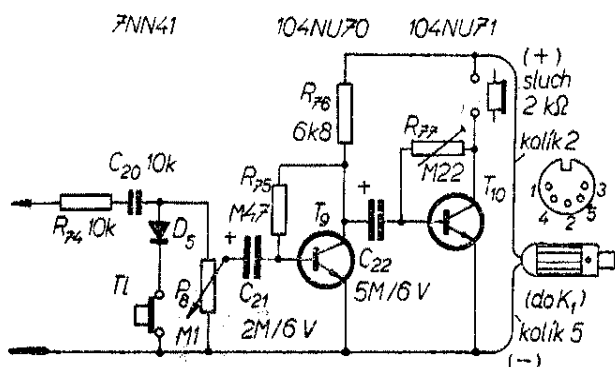 7NN41
104NU70
104NU71
(+)
sluch
2 kΩ
R76
6k8
R77
M22
kolík 2
C20 10k
R75
M47
T9
T10
1
3
4
2
5
R74 10k
D5
+
+
C22
5M/6 V
Tl
P8
M1
C21
2M/6 V
(do K1)
kolík 5
(-)